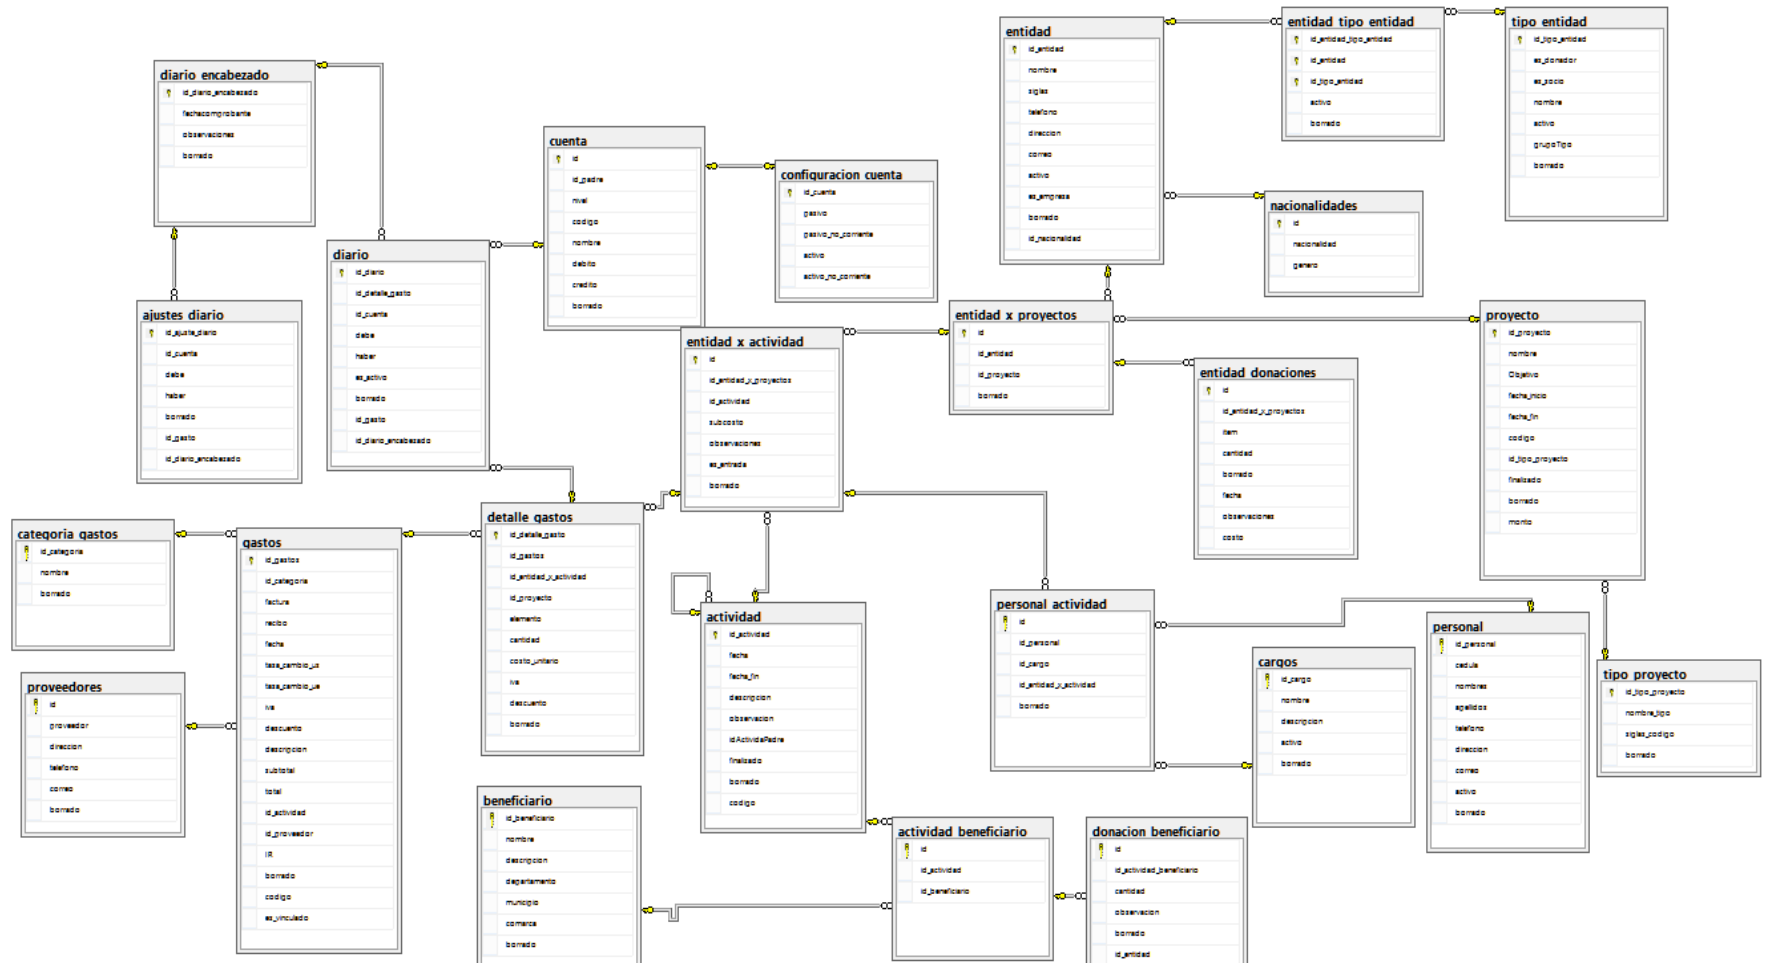 diario encabezado
id_diario_encabezado
fechacomprobante
observaciones
borrado
ajustes diario
id_ajuste_diario
id_cuenta
debe
haber
borrado
id_gasto
id_diario_encabezado
diario
id_diario
id_detalle_gasto
id_cuenta
debe
haber
es_activo
borrado
id_gasto
id_diario_encabezado
cuenta
id
id_padre
nivel
codigo
nombre
debito
credito
borrado
configuracion cuenta
id_cuenta
pasivo
pasivo_no_corriente
activo
activo_no_corriente
entidad
id_entidad
nombre
siglas
telefono
direccion
correo
activo
es_empresa
borrado
id_nacionalidad
entidad tipo entidad
id_entidad_tipo_entidad
id_entidad
id_tipo_entidad
activo
borrado
tipo entidad
id_tipo_entidad
es_donador
es_socio
nombre
activo
grupoTipo
borrado
nacionalidades
id
nacionalidad
genero
entidad x proyectos
id
id_entidad
id_proyecto
borrado
entidad x actividad
id
id_entidad_x_proyectos
id_actividad
subcosto
observaciones
es_entrada
borrado
entidad donaciones
id
id_entidad_x_proyectos
item
cantidad
borrado
fecha
observaciones
costo
proyecto
id_proyecto
nombre
Objetivo
fecha_inicio
fecha_fin
codigo
id_tipo_proyecto
finalizado
borrado
monto
categoria gastos
id_categoria
nombre
borrado
gastos
id_gastos
id_categoria
factura
recibo
fecha
tasa_cambio_us
tasa_cambio_ue
iva
descuento
descripcion
subtotal
total
id_actividad
id_proveedor
IR
borrado
codigo
es_vinculado
proveedores
id
proveedor
direccion
telefono
correo
borrado
detalle gastos
id_detalle_gasto
id_gastos
id_entidad_x_actividad
id_proyecto
elemento
cantidad
costo_unitario
iva
descuento
borrado
actividad
id_actividad
fecha
fecha_fin
descripcion
observacion
idActividaPadre
finalizado
borrado
codigo
personal actividad
id
id_personal
id_cargo
id_entidad_x_actividad
borrado
cargos
id_cargo
nombre
descripcion
activo
borrado
personal
id_personal
cedula
nombres
apellidos
telefono
direccion
correo
activo
borrado
tipo proyecto
id_tipo_proyecto
nombre_tipo
siglas_codigo
borrado
beneficiario
id_beneficiario
nombre
descripcion
departamento
municipio
comarca
borrado
actividad beneficiario
id
id_actividad
id_beneficiario
donacion beneficiario
id
id_actividad_beneficiario
cantidad
observacion
borrado
id_entidad